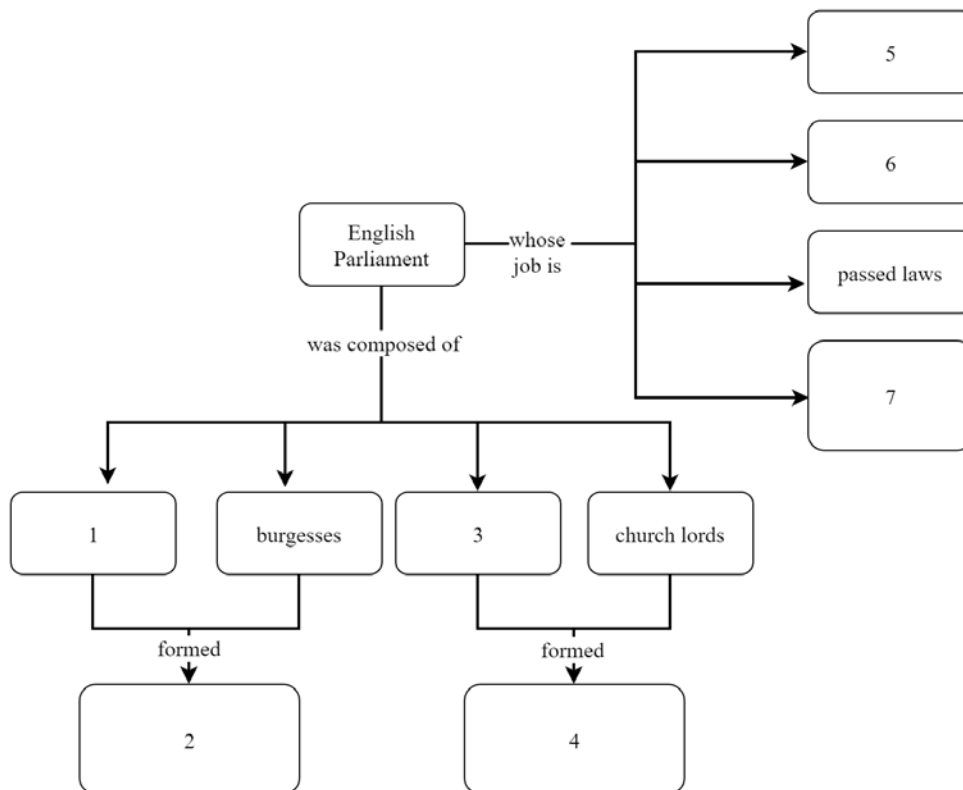 5
6
English
Parliament
whose
job is
passed laws
was composed of
7
1
burgesses
3
church lords
formed
formed
2
4